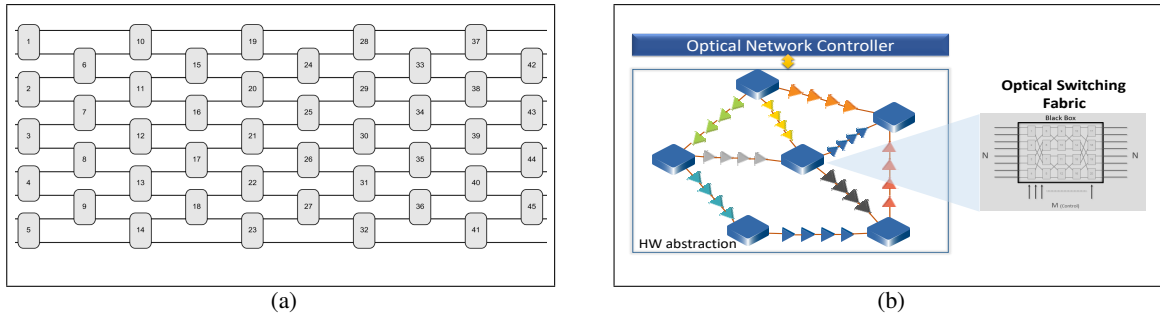 1 10 19 28 37
6 15 24 33 42
2 11 20 29 38
7 16 25 34 43
3 12 21 30 39
8 17 26 35 44
4 13 22 31 40
9 18 27 36 45
5 14 23 32 41
(a)
Optical Network Controller
HW abstraction
Optical Switching
Fabric
Black Box
N N
M (Control)
(b)